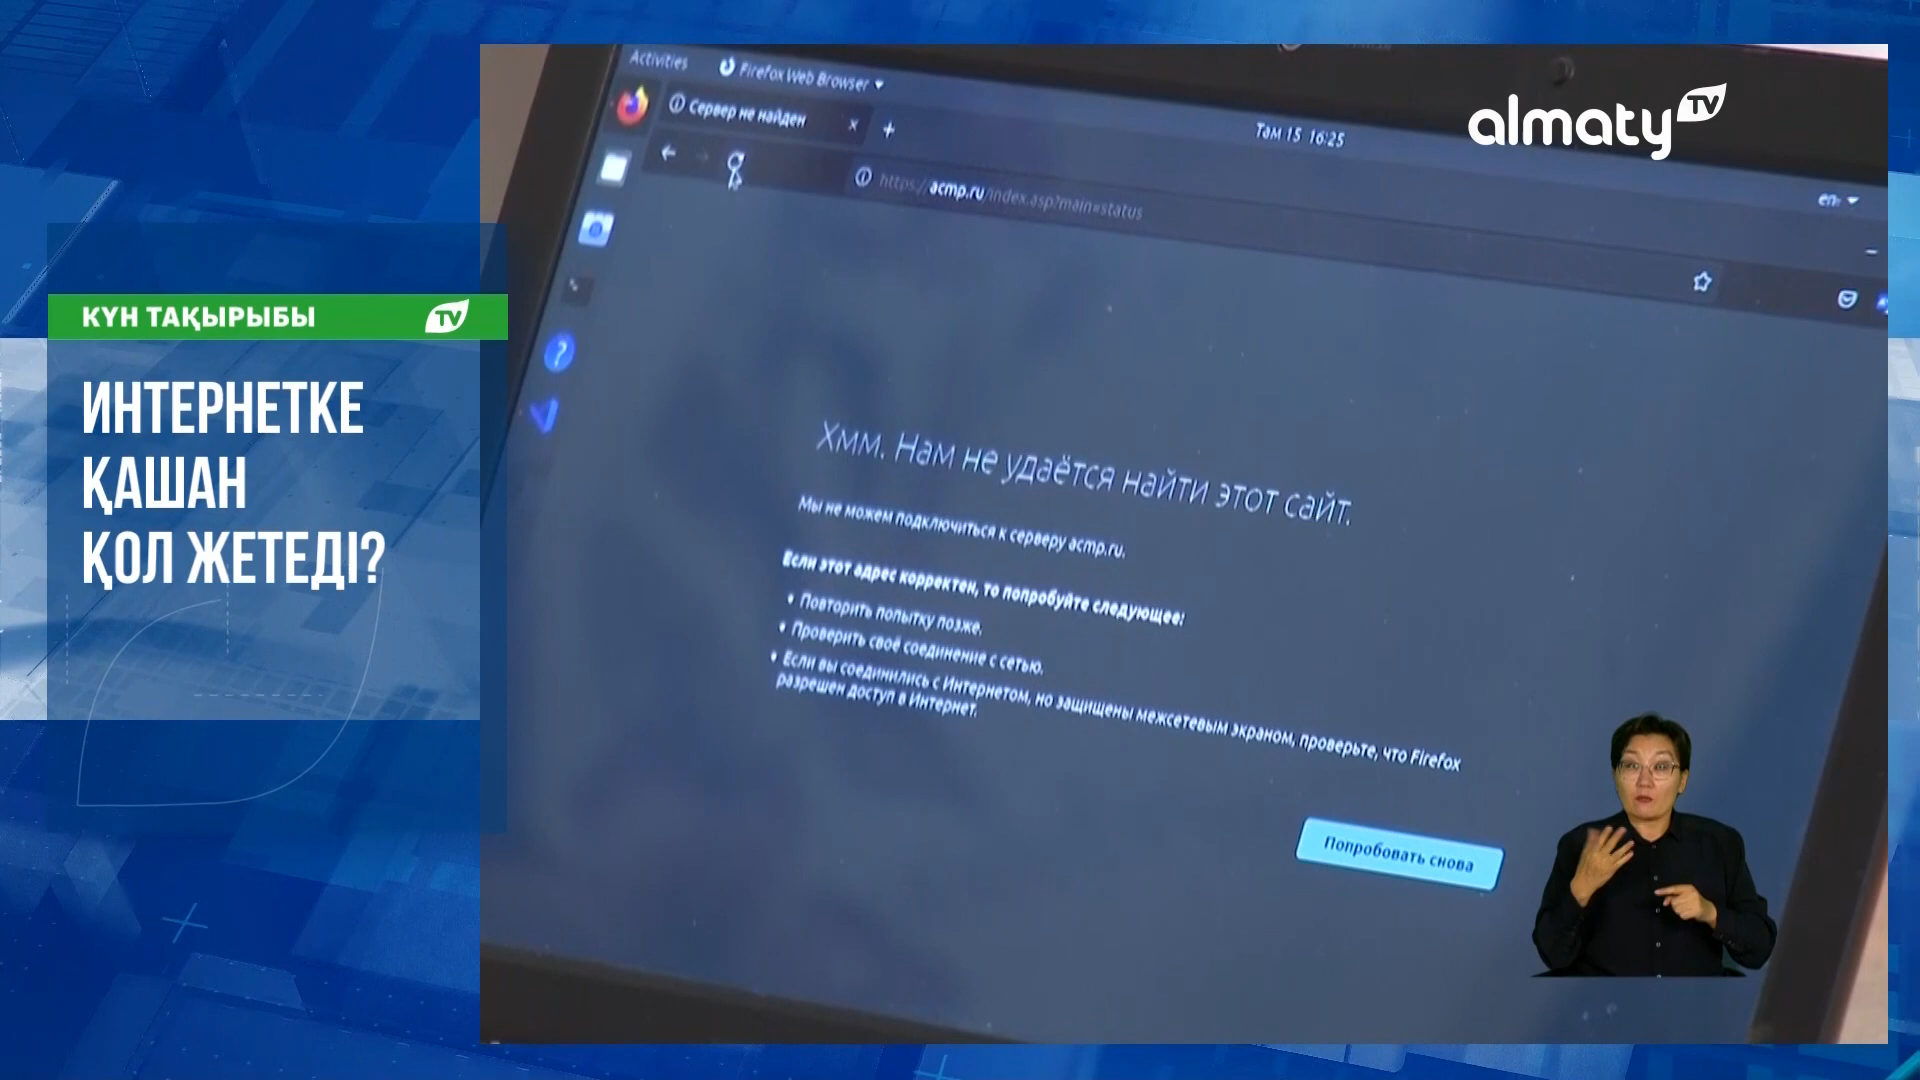 almaty TV
КҮН ТАҚЫРЫБЫ
TV
ИНТЕРНЕТКЕ
ҚАШАН
ҚОЛ ЖЕТЕДІ?
Activities
Firefox Web Browser
Там 15 16:25
en
Сервер не найден
https://acmp.ru/index.asp?main=status
Хмм. Нам не удаётся найти этот сайт.
Мы не можем подключиться к серверу acmp.ru.
Если этот адрес корректен, то попробуйте следующее:
• Повторить попытку позже.
• Проверить своё соединение с сетью.
• Если вы соединились с Интернетом, но защищены межсетевым экраном, проверьте, что Firefox
разрешен доступ в Интернет.
Попробовать снова